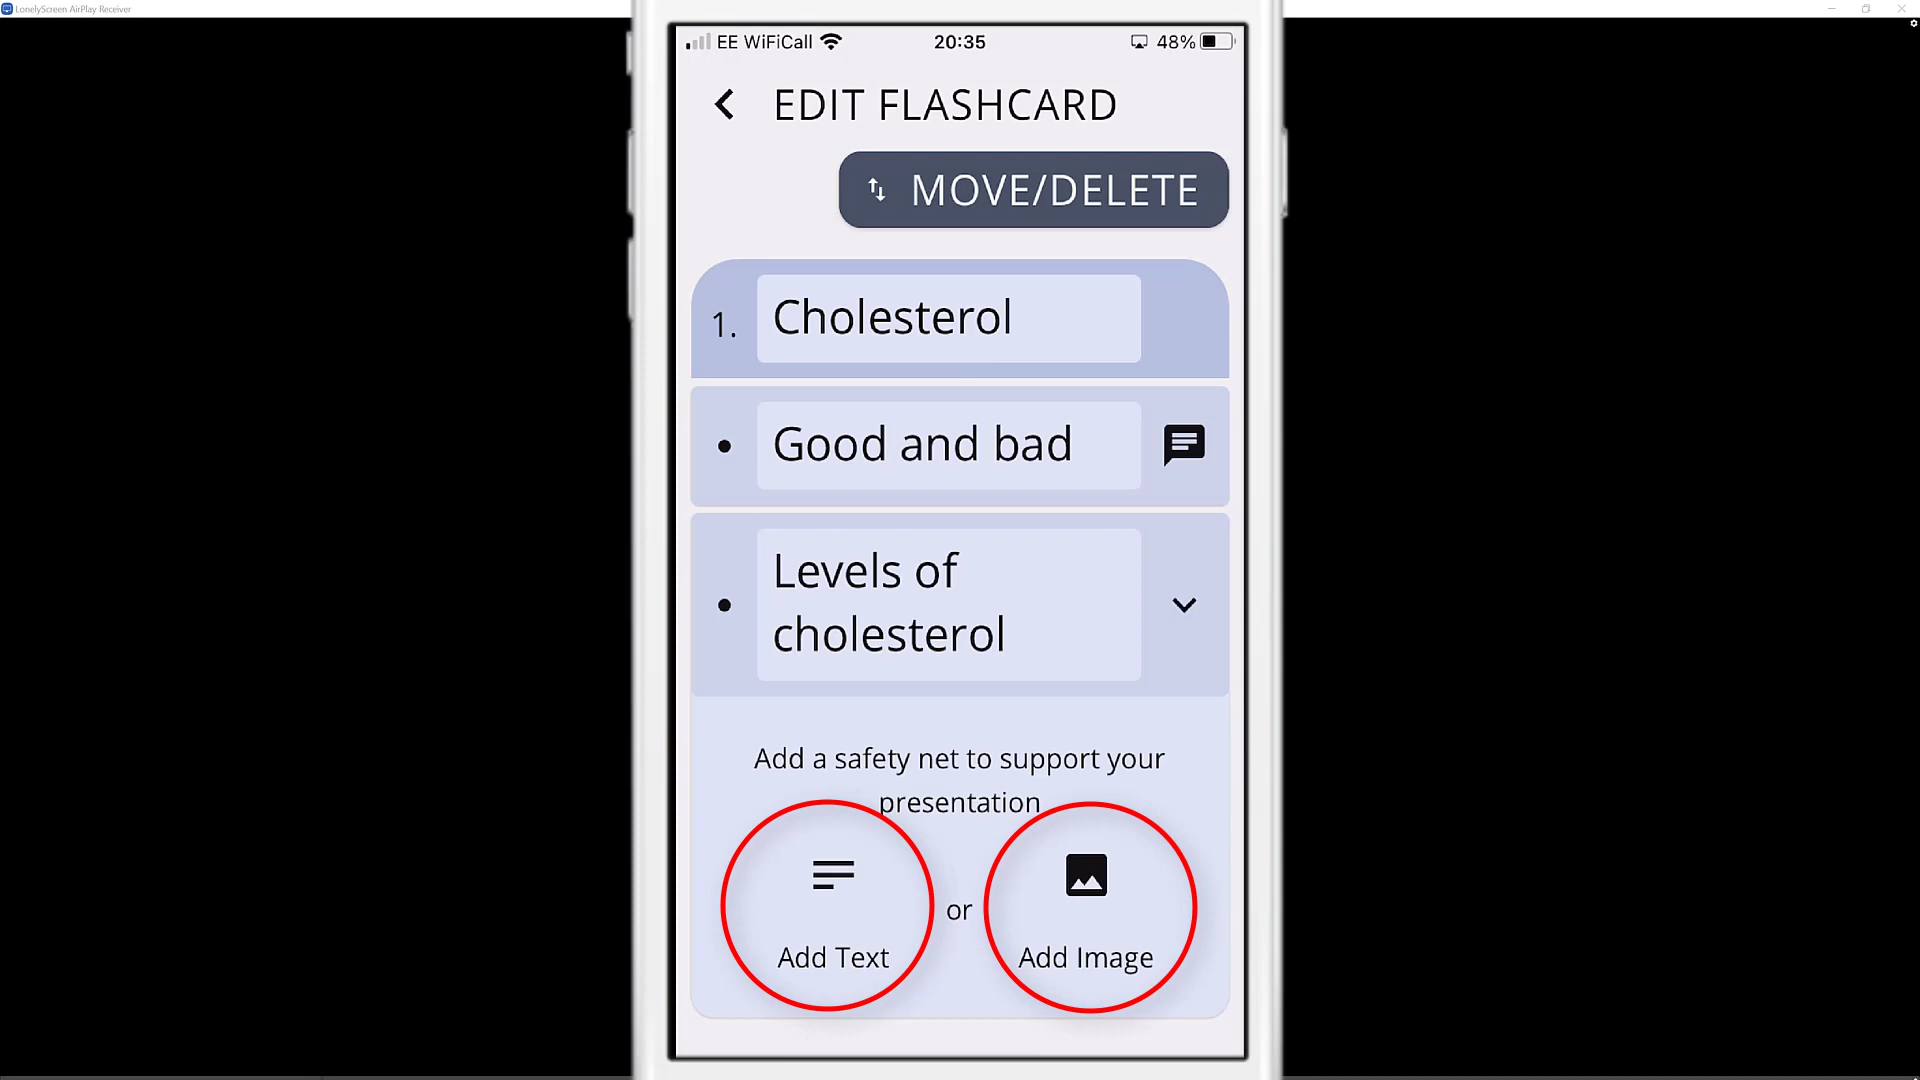 LonelyScreen AirPlay Receiver
EE WiFiCall
20:35
48%
EDIT FLASHCARD
MOVE/DELETE
1. Cholesterol
• Good and bad
• Levels of
cholesterol
Add a safety net to support your
presentation
Add Text
or
Add Image